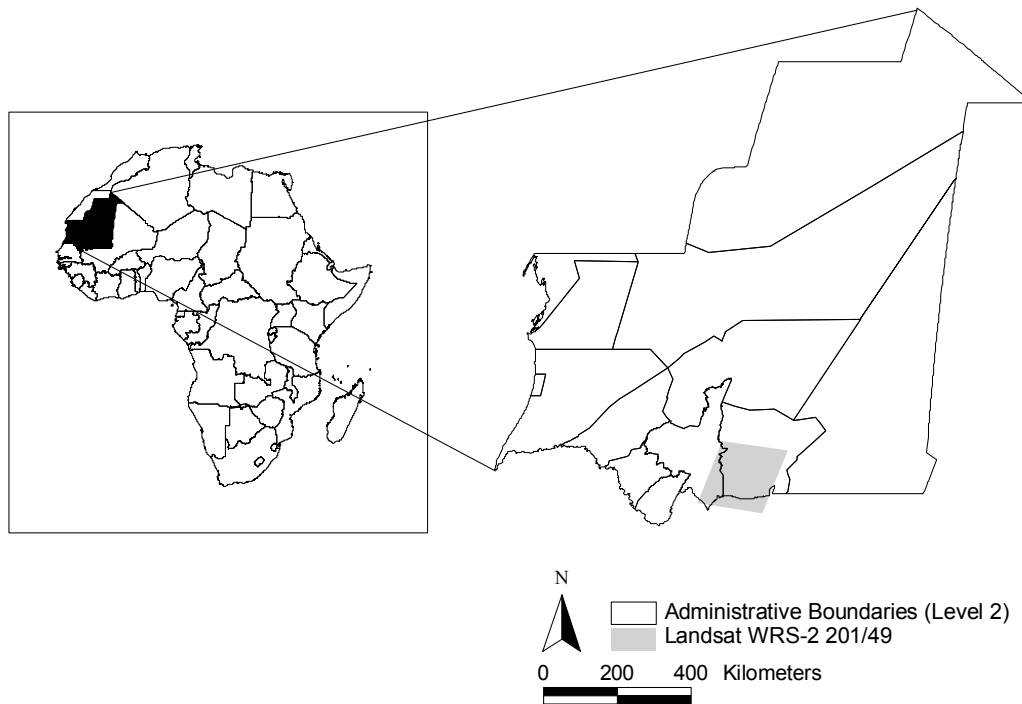 N
Administrative Boundaries (Level 2)
Landsat WRS-2 201/49
0 200 400 Kilometers